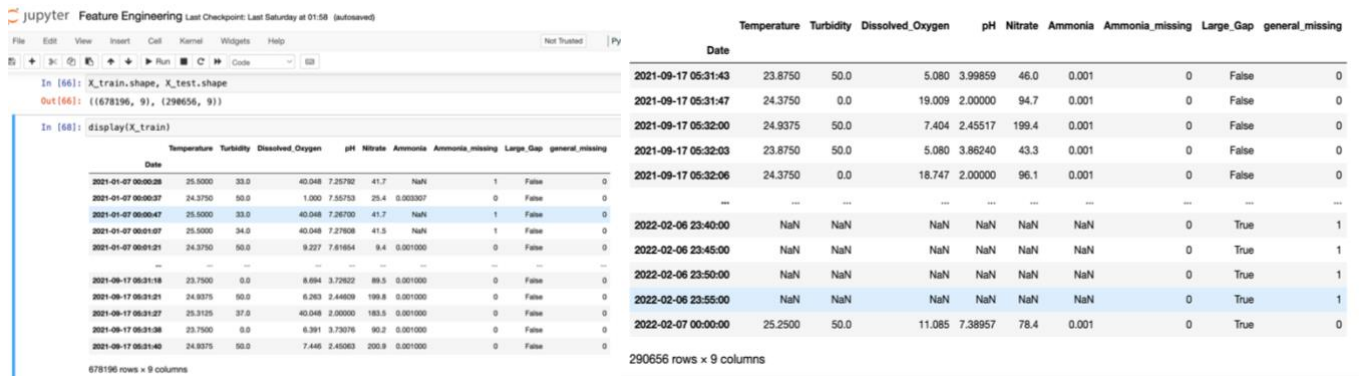 jupyter Feature Engineering Last Checkpoint: Last Saturday at 01:58 (autosaved)
File Edit View Insert Cell Kernel Widgets Help Not Trusted Py
Run Code
In [66]: X_train.shape, X_test.shape
Out[66]: ((678196, 9), (290656, 9))
In [68]: display(X_train)
Temperature Turbidity Dissolved_Oxygen pH Nitrate Ammonia Ammonia_missing Large_Gap general_missing
Date
2021-01-07 00:00:28 25.5000 33.0 40.048 7.25792 41.7 NaN 1 False 0
2021-01-07 00:00:37 24.3750 50.0 1.000 7.55753 25.4 0.003307 0 False 0
2021-01-07 00:00:47 25.5000 33.0 40.048 7.26700 41.7 NaN 1 False 0
2021-01-07 00:01:07 25.5000 34.0 40.048 7.27608 41.5 NaN 1 False 0
2021-01-07 00:01:21 24.3750 50.0 9.227 7.61654 9.4 0.001000 0 False 0
... ... ... ... ... ... ... ... ... ...
2021-09-17 05:31:18 23.7500 0.0 8.694 3.72622 89.5 0.001000 0 False 0
2021-09-17 05:31:21 24.9375 50.0 6.263 2.44609 199.8 0.001000 0 False 0
2021-09-17 05:31:27 25.3125 37.0 40.048 2.00000 183.5 0.001000 0 False 0
2021-09-17 05:31:36 23.7500 0.0 6.391 3.73076 90.2 0.001000 0 False 0
2021-09-17 05:31:40 24.9375 50.0 7.446 2.45063 200.9 0.001000 0 False 0
678196 rows × 9 columns
Temperature Turbidity Dissolved_Oxygen pH Nitrate Ammonia Ammonia_missing Large_Gap general_missing
Date
2021-09-17 05:31:43 23.8750 50.0 5.080 3.99859 46.0 0.001 0 False 0
2021-09-17 05:31:47 24.3750 0.0 19.009 2.00000 94.7 0.001 0 False 0
2021-09-17 05:32:00 24.9375 50.0 7.404 2.45517 199.4 0.001 0 False 0
2021-09-17 05:32:03 23.8750 50.0 5.080 3.86240 43.3 0.001 0 False 0
2021-09-17 05:32:06 24.3750 0.0 18.747 2.00000 96.1 0.001 0 False 0
... ... ... ... ... ... ... ... ... ...
2022-02-06 23:40:00 NaN NaN NaN NaN NaN NaN 0 True 1
2022-02-06 23:45:00 NaN NaN NaN NaN NaN NaN 0 True 1
2022-02-06 23:50:00 NaN NaN NaN NaN NaN NaN 0 True 1
2022-02-06 23:55:00 NaN NaN NaN NaN NaN NaN 0 True 1
2022-02-07 00:00:00 25.2500 50.0 11.085 7.38957 78.4 0.001 0 True 0
290656 rows × 9 columns